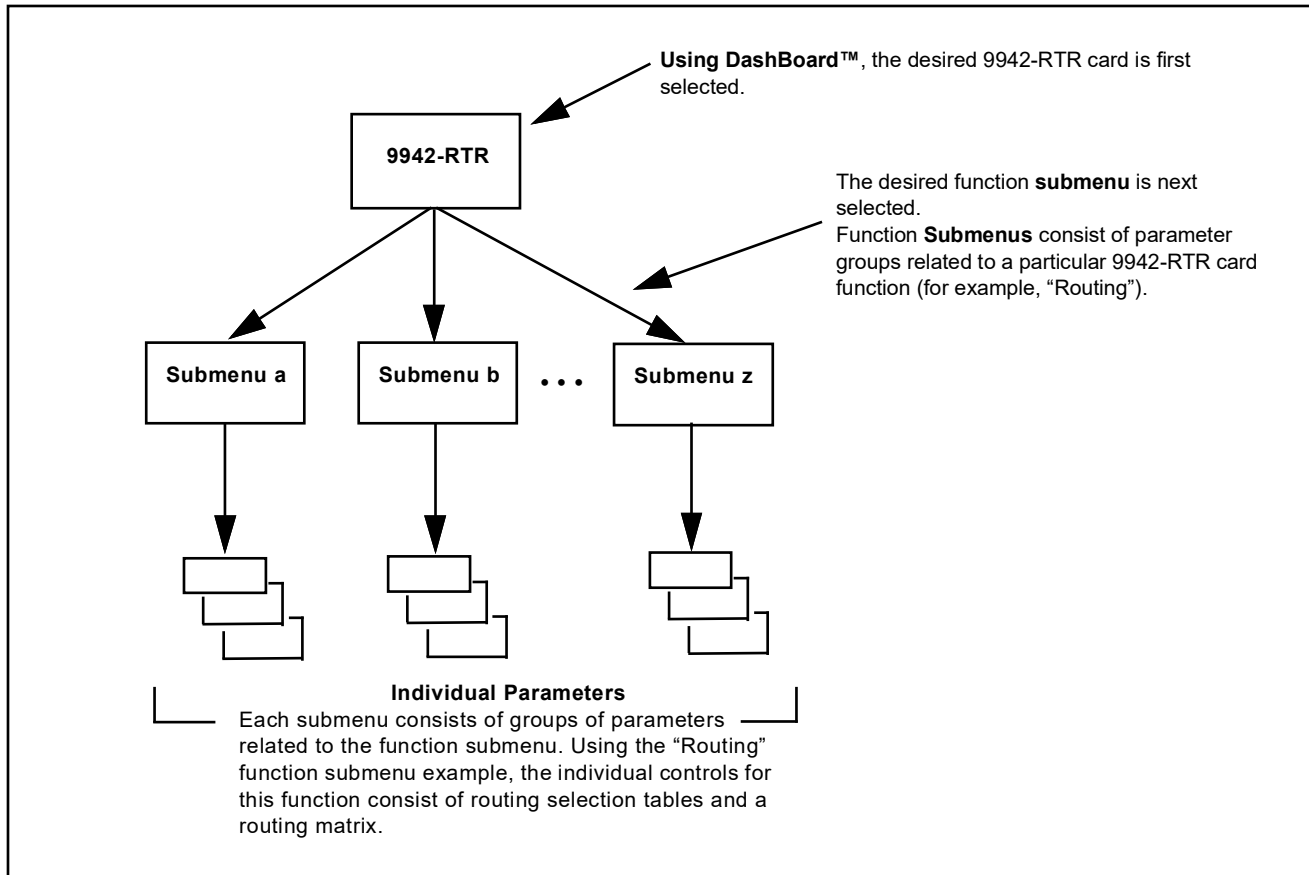 Using DashBoard™, the desired 9942-RTR card is first
selected.
9942-RTR
The desired function submenu is next
selected.
Function Submenus consist of parameter
groups related to a particular 9942-RTR card
function (for example, “Routing”).
Submenu a
Submenu b
• • •
Submenu z
Individual Parameters
Each submenu consists of groups of parameters
related to the function submenu. Using the “Routing”
function submenu example, the individual controls for
this function consist of routing selection tables and a
routing matrix.